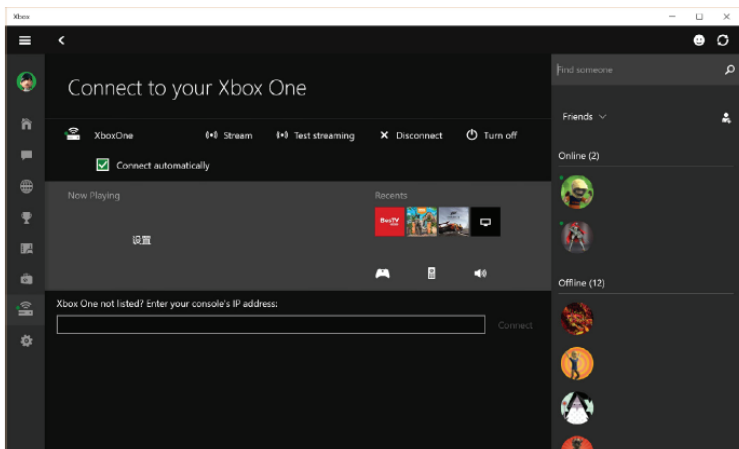 Xbox
Connect to your Xbox One
XboxOne
Stream
Test streaming
Disconnect
Turn off
Connect automatically
Now Playing
设置
Recents
BesTV
Xbox One not listed? Enter your console's IP address:
Connect
Find someone
Friends
Online (2)
Offline (12)